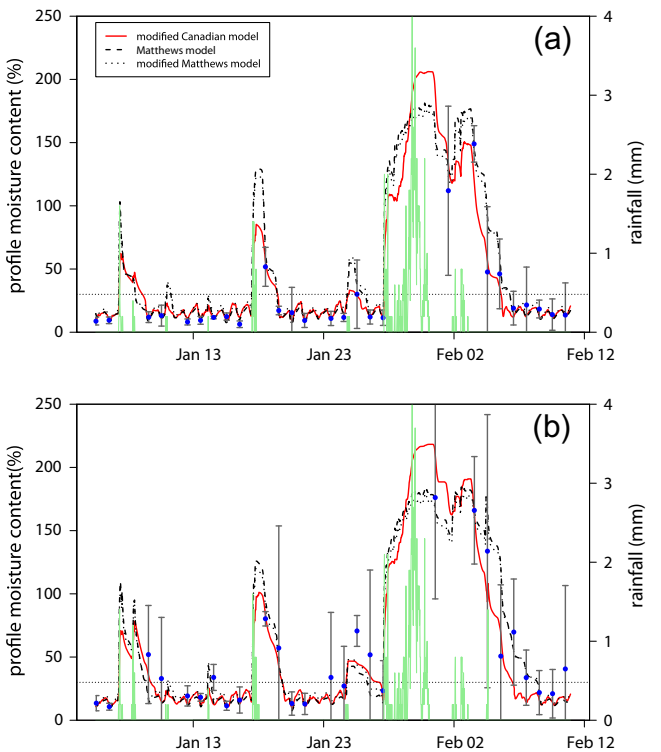 250
200
150
100
50
0
profile moisture content (%)
modified Canadian model
Matthews model
modified Matthews model
(a)
4
3
2
1
0
rainfall (mm)
Jan 13
Jan 23
Feb 02
Feb 12
250
200
150
100
50
0
profile moisture content(%)
(b)
4
3
2
1
0
rainfall (mm)
Jan 13
Jan 23
Feb 02
Feb 12